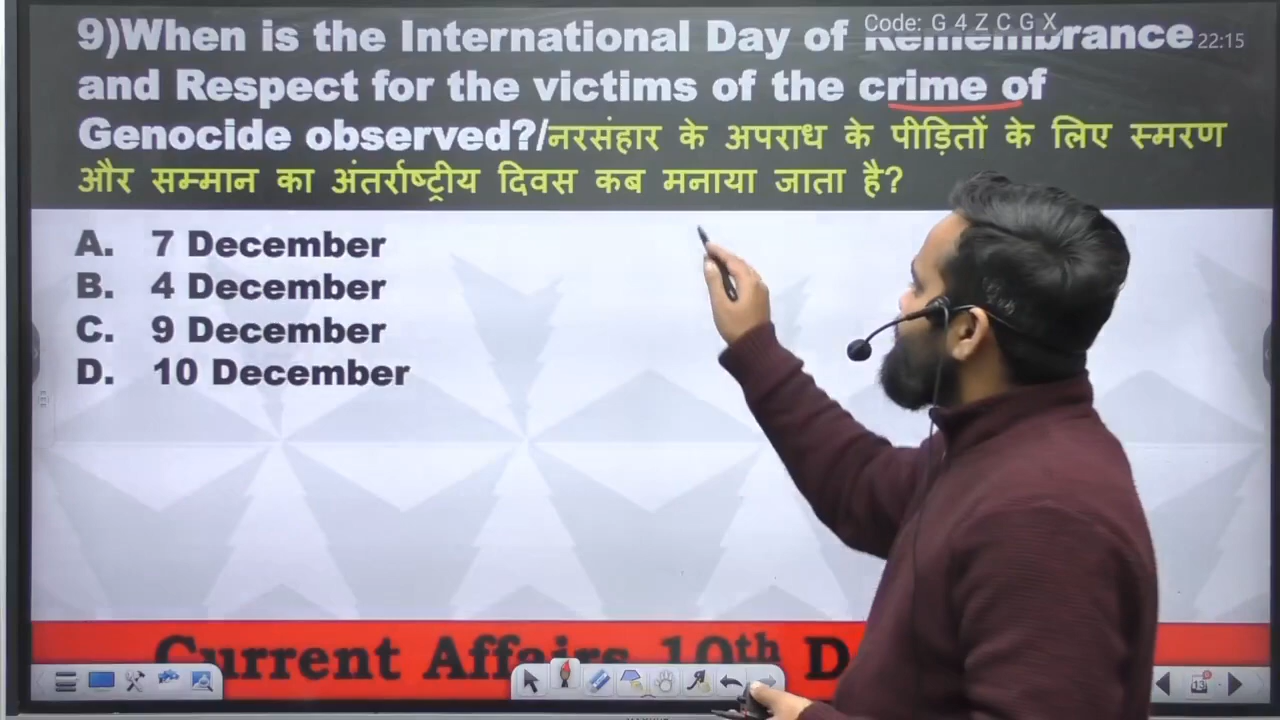 Code: G 4 Z C G X
22:15
9)When is the International Day of Remembrance
and Respect for the victims of the crime of
Genocide observed?/नरसंहार के अपराध के पीड़ितों के लिए स्मरण
और सम्मान का अंतर्राष्ट्रीय दिवस कब मनाया जाता है?
A. 7 December
B. 4 December
C. 9 December
D. 10 December
Current Affairs 10th D
13